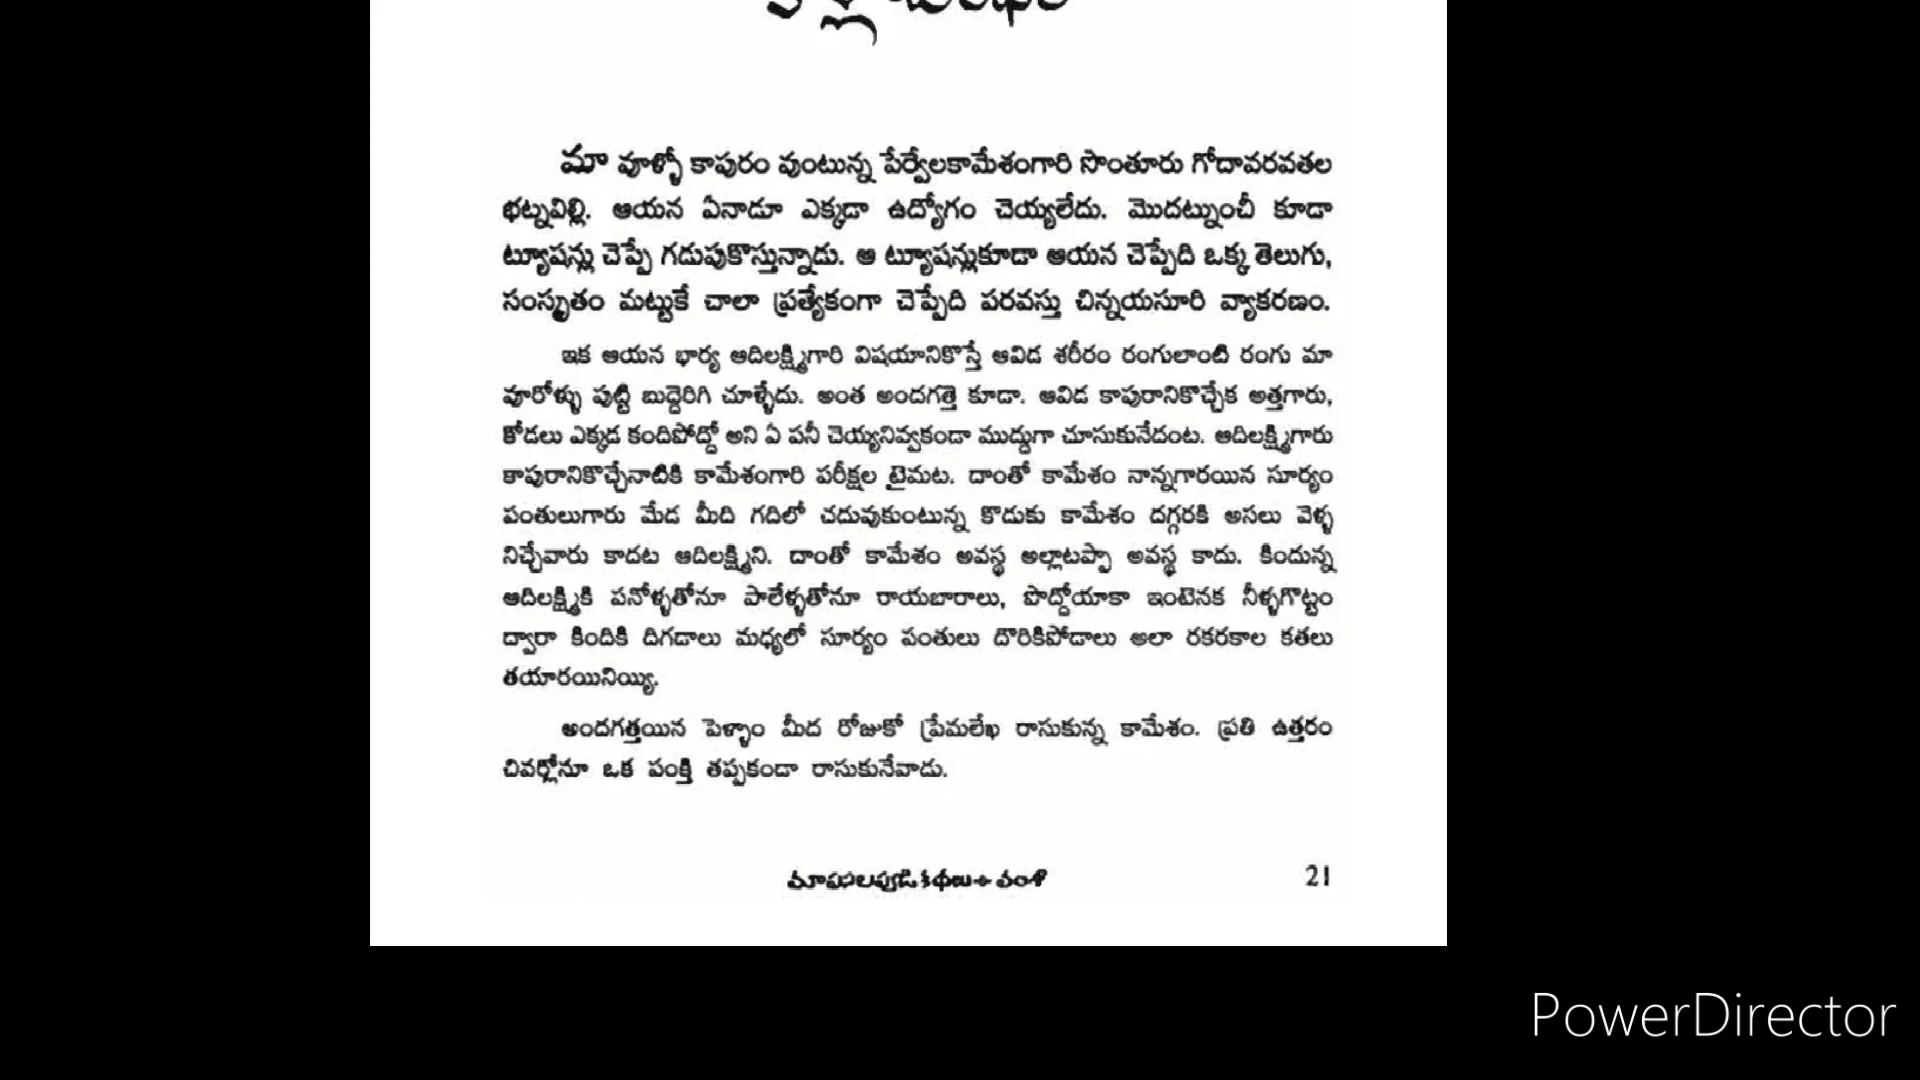 మా వూళ్ళో కాపురం వుంటున్న పేర్వేలకామేశంగారి సొంతూరు గోదావరవతల
భట్నవిల్లి. ఆయన ఏనాడూ ఎక్కడా ఉద్యోగం చెయ్యలేదు. మొదట్నుంచీ కూడా
ట్యూషన్లు చెప్పే గడుపుకొస్తున్నాడు. ఆ ట్యూషన్లుకూడా ఆయన చెప్పేది ఒక్క తెలుగు,
సంస్కృతం మట్టుకే చాలా ప్రత్యేకంగా చెప్పేది పరవస్తు చిన్నయసూరి వ్యాకరణం.
ఇక ఆయన భార్య ఆదిలక్ష్మిగారి విషయానికొస్తే ఆవిడ శరీరం రంగులాంటి రంగు మా
వూరోళ్ళు పుట్టి బుద్దెరిగి చూళ్ళేదు. అంత అందగత్తె కూడా. ఆవిడ కాపురానికొచ్చేక అత్తగారు,
కోడలు ఎక్కడ కందిపోద్దో అని ఏ పనీ చెయ్యనివ్వకండా ముద్దుగా చూసుకునేదంట. ఆదిలక్ష్మిగారు
కాపురానికొచ్చేనాటికి కామేశంగారి పరీక్షల టైమట. దాంతో కామేశం నాన్నగారయిన సూర్యం
పంతులుగారు మేడ మీది గదిలో చదువుకుంటున్న కొడుకు కామేశం దగ్గరకి అసలు వెళ్ళ
నిచ్చేవారు కాదట ఆదిలక్ష్మిని. దాంతో కామేశం అవస్థ అల్లాటప్పా అవస్థ కాదు. కిందున్న
ఆదిలక్ష్మికి పనోళ్ళతోనూ పాలేళ్ళతోనూ రాయబారాలు, పొద్దోయాకా ఇంటెనక నీళ్ళగొట్టం
ద్వారా కిందికి దిగడాలు మధ్యలో సూర్యం పంతులు దొరికిపోడాలు అలా రకరకాల కతలు
తయారయినియ్యి.
అందగత్తయిన పెళ్ళాం మీద రోజుకో ప్రేమలేఖ రాసుకున్న కామేశం. ప్రతి ఉత్తరం
చివర్లోనూ ఒక పంక్తి తప్పకండా రాసుకునేవాడు.
మా పసలపూడి కథలు + వంశీ 21
PowerDirector